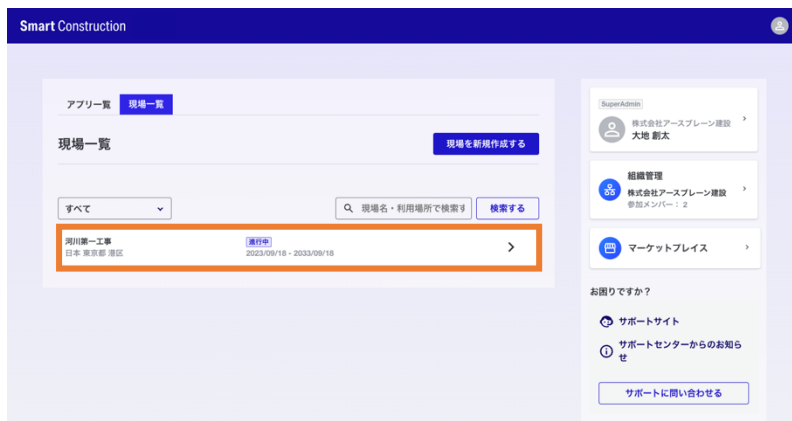 Smart Construction
アプリ一覧
現場一覧
現場一覧
現場を新規作成する
すべて
現場名・利用場所で検索す
検索する
河川第一工事
日本 東京都 港区
進行中
2023/09/18 - 2033/09/18
SuperAdmin
株式会社アースブレーン建設
大地 創太
組織管理
株式会社アースブレーン建設
参加メンバー : 2
マーケットプレイス
お困りですか？
サポートサイト
サポートセンターからのお知ら
せ
サポートに問い合わせる